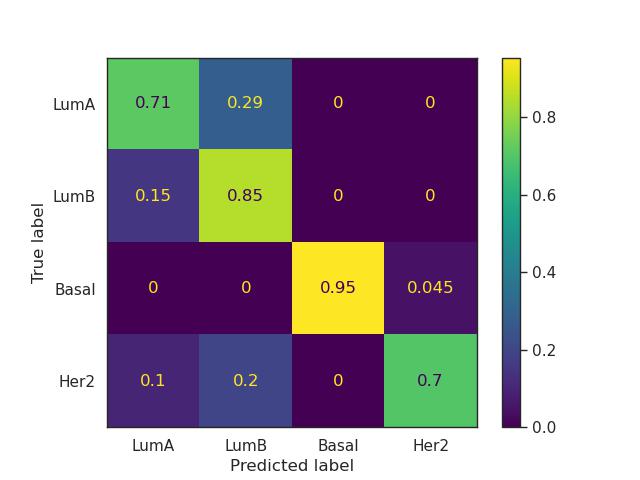 LumA 0.71 0.29 0 0
LumB 0.15 0.85 0 0
Basal 0 0 0.95 0.045
Her2 0.1 0.2 0 0.7
LumA LumB Basal Her2
Predicted label
True label
0.8
0.6
0.4
0.2
0.0